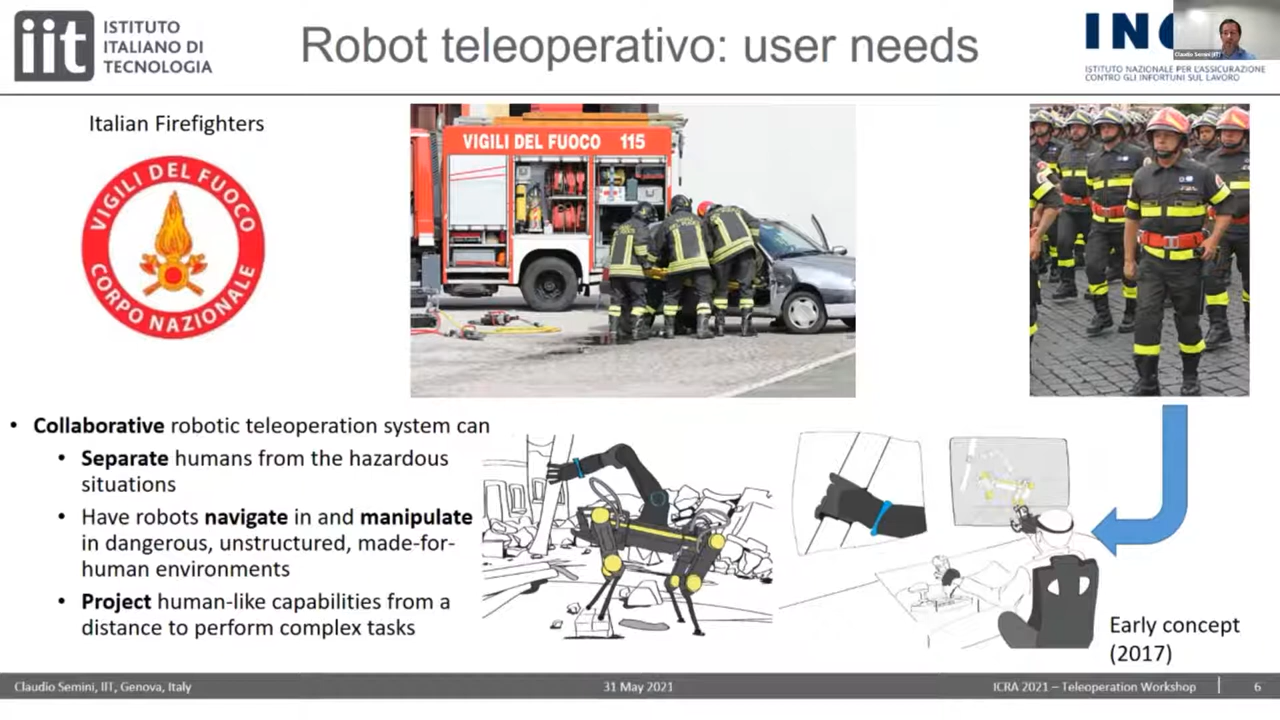 iit ISTITUTO
ITALIANO DI
TECNOLOGIA
Robot teleoperativo: user needs
Claudio Semini (IIT)
ISTITUTO NAZIONALE PER L'ASSICURAZIONE
CONTRO GLI INFORTUNI SUL LAVORO
Italian Firefighters
VIGILI DEL FUOCO
CORPO NAZIONALE
VIGILI DEL FUOCO 115
• Collaborative robotic teleoperation system can
• Separate humans from the hazardous
situations
• Have robots navigate in and manipulate
in dangerous, unstructured, made-for-
human environments
• Project human-like capabilities from a
distance to perform complex tasks
Early concept
(2017)
Claudio Semini, IIT, Genova, Italy
31 May 2021
ICRA 2021 – Teleoperation Workshop
6